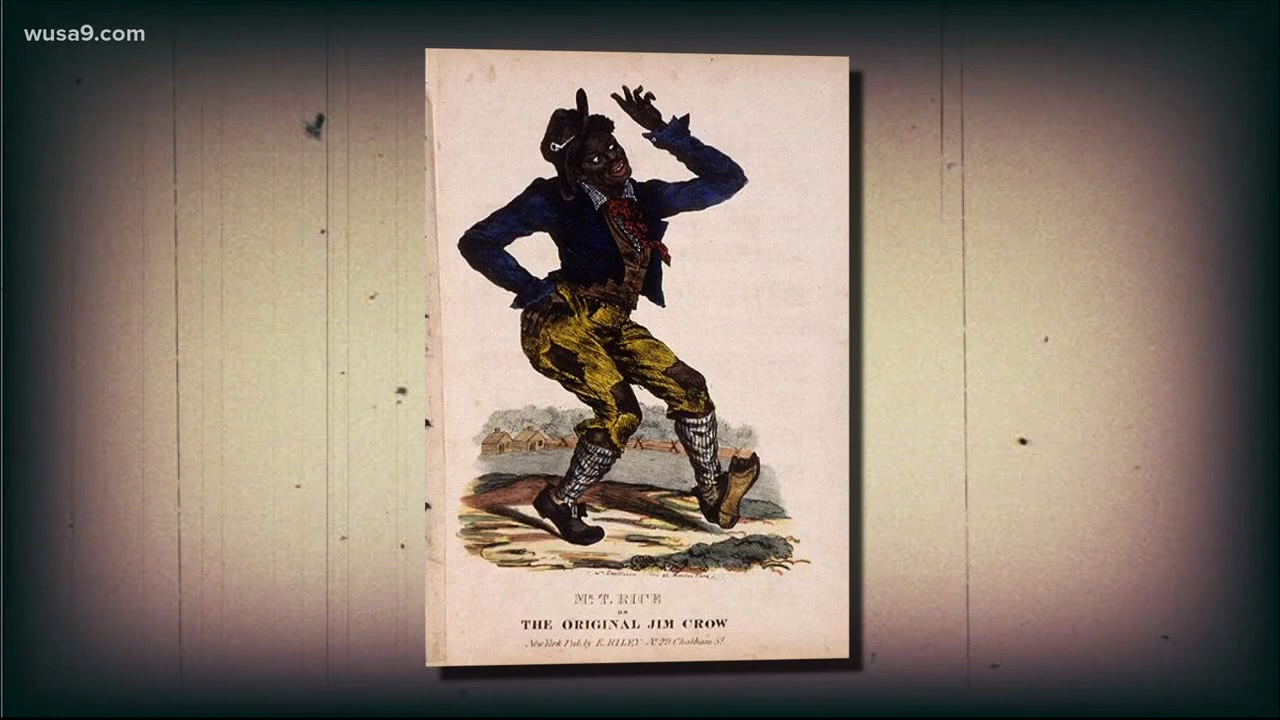 wusa9.com
Mr. T. RICE
as
THE ORIGINAL JIM CROW
New York Pub. by E. RILEY No. 29 Chatham St.